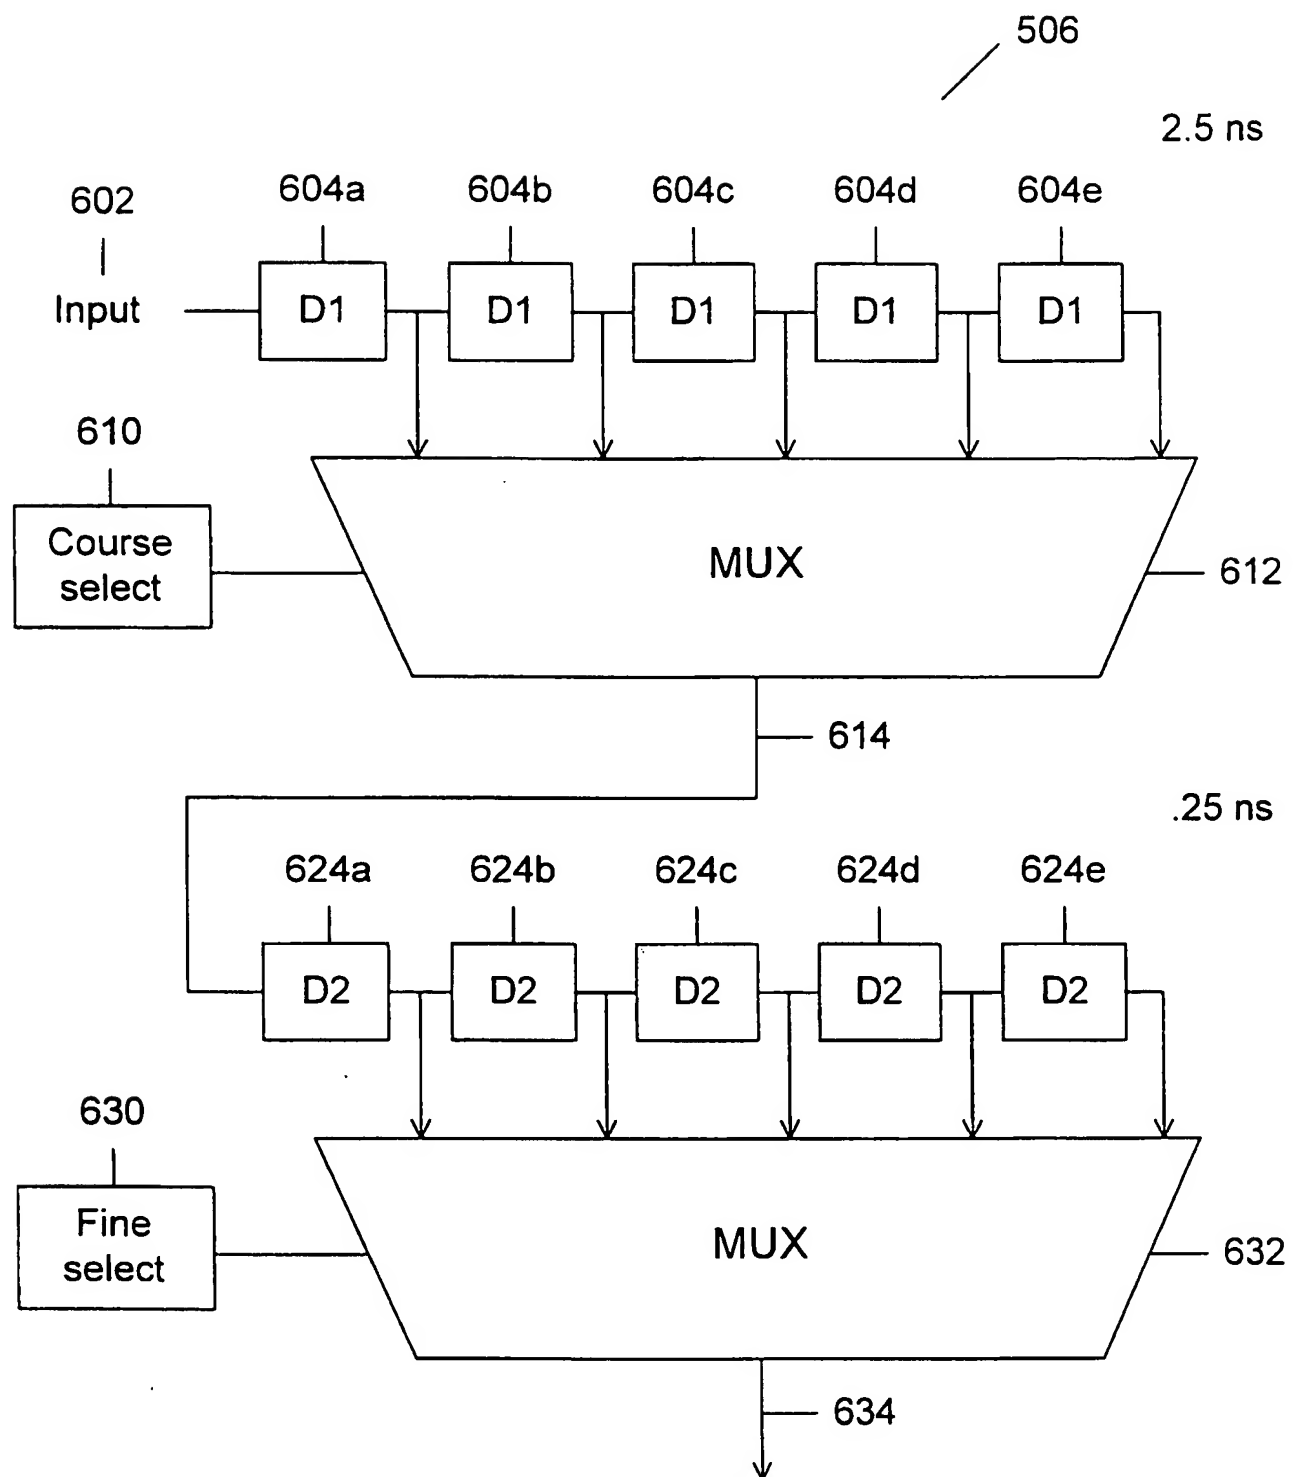 506
2.5 ns
602
604a 604b 604c 604d 604e
Input D1 D1 D1 D1 D1
610
Course
select
MUX
612
614
.25 ns
624a 624b 624c 624d 624e
D2 D2 D2 D2 D2
630
Fine
select
MUX
632
634